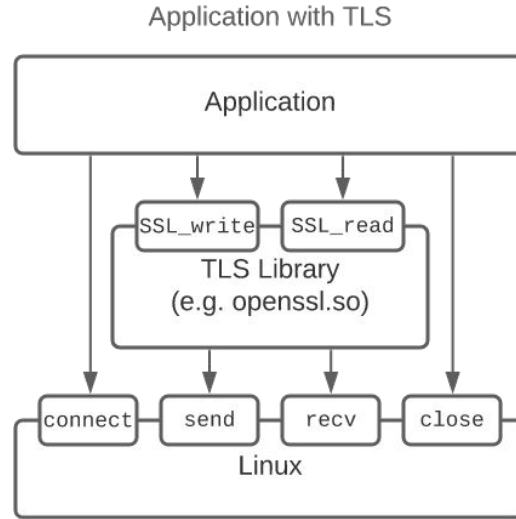 Application with TLS
Application
SSL_write SSL_read
TLS Library
(e.g. openssl.so)
connect send recv close
Linux